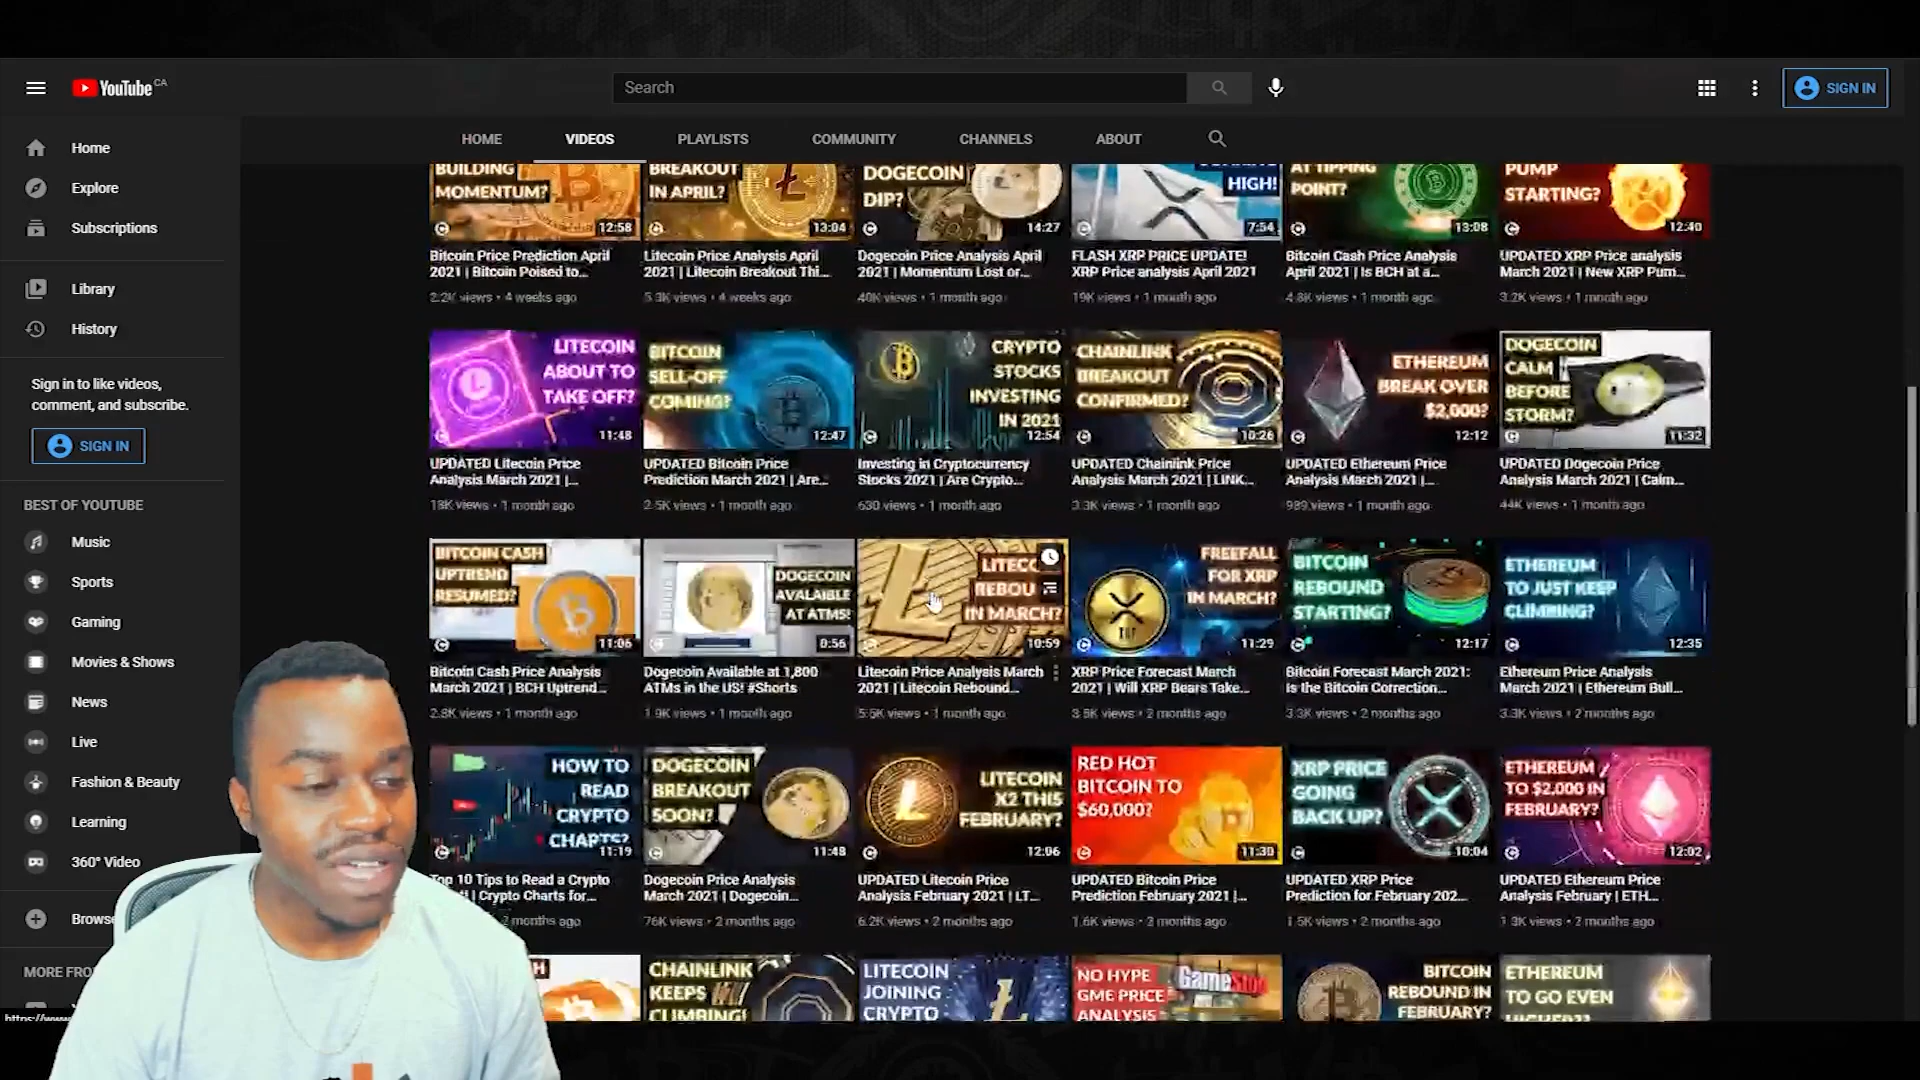 YouTube CA
Search
SIGN IN
HOME
VIDEOS
PLAYLISTS
COMMUNITY
CHANNELS
ABOUT
Home
Explore
Subscriptions
Library
History
Sign in to like videos,
comment, and subscribe.
SIGN IN
BEST OF YOUTUBE
Music
Sports
Gaming
Movies & Shows
News
Live
Fashion & Beauty
Learning
360° Video
Browse
MORE FRO
BUILDING
MOMENTUM?
12:58
Bitcoin Price Prediction April
2021 | Bitcoin Poised to...
2.2K views • 4 weeks ago
BREAKOUT
IN APRIL?
13:04
Litecoin Price Analysis April
2021 | Litecoin Breakout Thi...
5.3K views • 4 weeks ago
DOGECOIN
DIP?
14:27
Dogecoin Price Analysis April
2021 | Momentum Lost or...
40K views • 1 month ago
HIGH!
7:54
FLASH XRP PRICE UPDATE!
XRP Price analysis April 2021
19K views • 1 month ago
AT TIPPING
POINT?
13:08
Bitcoin Cash Price Analysis
April 2021 | Is BCH at a...
4.8K views • 1 month ago
PUMP
STARTING?
12:40
UPDATED XRP Price analysis
March 2021 | New XRP Pum...
3.2K views • 1 month ago
LITECOIN
ABOUT TO
TAKE OFF?
11:48
UPDATED Litecoin Price
Analysis March 2021 |...
18K views • 1 month ago
BITCOIN
SELL-OFF
COMING?
12:47
UPDATED Bitcoin Price
Prediction March 2021 | Are...
2.5K views • 1 month ago
CRYPTO
STOCKS
INVESTING
IN 2021
12:54
Investing in Cryptocurrency
Stocks 2021 | Are Crypto...
630 views • 1 month ago
CHAINLINK
BREAKOUT
CONFIRMED?
10:26
UPDATED Chainlink Price
Analysis March 2021 | LINK...
3.3K views • 1 month ago
ETHEREUM
BREAK OVER
$2,000?
12:12
UPDATED Ethereum Price
Analysis March 2021 |...
989 views • 1 month ago
DOGECOIN
CALM
BEFORE
STORM?
11:32
UPDATED Dogecoin Price
Analysis March 2021 | Calm...
44K views • 1 month ago
BITCOIN CASH
UPTREND
RESUMED?
11:06
Bitcoin Cash Price Analysis
March 2021 | BCH Uptrend...
2.8K views • 1 month ago
DOGECOIN
AVAILABLE
AT ATMS!
0:56
Dogecoin Available at 1,800
ATMs in the US! #Shorts
1.9K views • 1 month ago
LITECO
REBOU
IN MARCH?
10:59
Litecoin Price Analysis March
2021 | Litecoin Rebound...
5.5K views • 1 month ago
FREEFALL
FOR XRP
IN MARCH?
11:29
XRP Price Forecast March
2021 | Will XRP Bears Take...
3.8K views • 2 months ago
BITCOIN
REBOUND
STARTING?
12:17
Bitcoin Forecast March 2021:
Is the Bitcoin Correction...
3.3K views • 2 months ago
ETHEREUM
TO JUST KEEP
CLIMBING?
12:35
Ethereum Price Analysis
March 2021 | Ethereum Bull...
3.3K views • 2 months ago
HOW TO
READ
CRYPTO
CHARTS?
11:19
Top 10 Tips to Read a Crypto
| Crypto Charts for...
2 months ago
DOGECOIN
BREAKOUT
SOON?
11:48
Dogecoin Price Analysis
March 2021 | Dogecoin...
76K views • 2 months ago
LITECOIN
X2 THIS
FEBRUARY?
12:06
UPDATED Litecoin Price
Analysis February 2021 | LT...
6.2K views • 2 months ago
RED HOT
BITCOIN TO
$60,000?
11:30
UPDATED Bitcoin Price
Prediction February 2021 |...
1.6K views • 2 months ago
XRP PRICE
GOING
BACK UP?
10:04
UPDATED XRP Price
Prediction for February 202...
1.5K views • 2 months ago
ETHEREUM
TO $2,000 IN
FEBRUARY?
12:02
UPDATED Ethereum Price
Analysis February | ETH...
1.3K views • 2 months ago
CHAINLINK
KEEPS
CLIMBING!
LITECOIN
JOINING
CRYPTO
NO HYPE
GME PRICE
ANALYSIS
GameStop
BITCOIN
REBOUND IN
FEBRUARY?
ETHEREUM
TO GO EVEN
HIGHER?